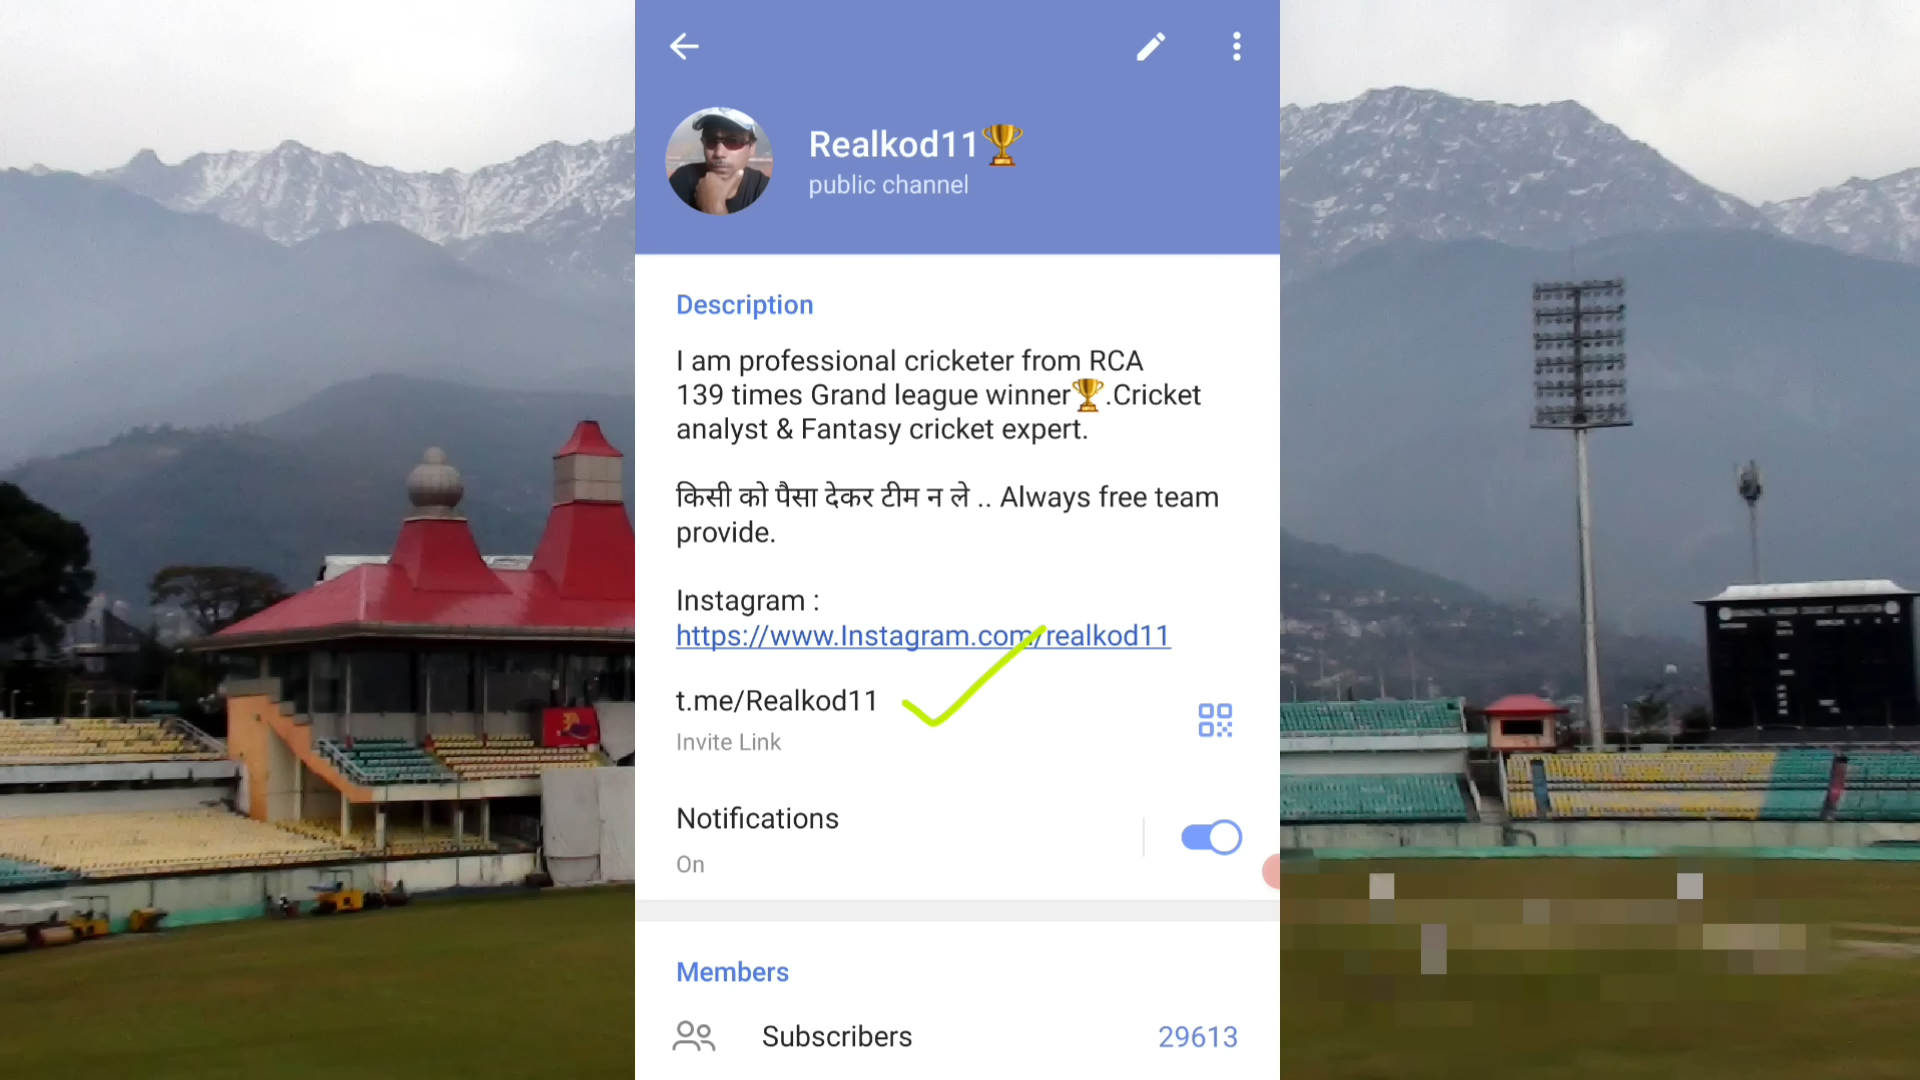 Realkod11🏆
public channel
Description
I am professional cricketer from RCA
139 times Grand league winner🏆.Cricket
analyst & Fantasy cricket expert.
किसी को पैसा देकर टीम न ले .. Always free team
provide.
Instagram :
https://www.Instagram.com/realkod11
t.me/Realkod11
Invite Link
Notifications
On
Members
Subscribers 29613